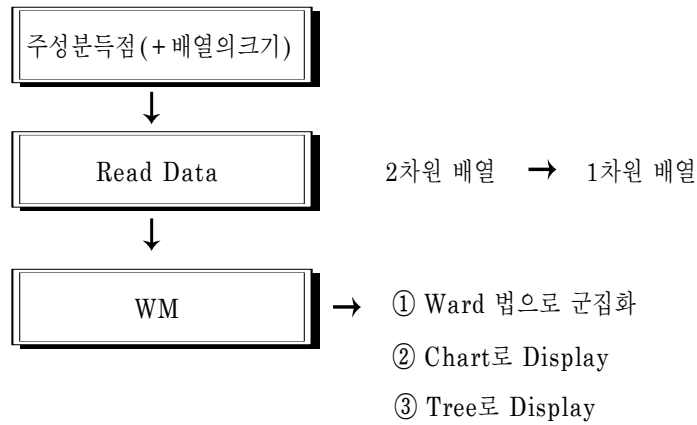 주성분득점(+배열의크기)
↓
Read Data
2차원 배열 → 1차원 배열
↓
WM
→ ① Ward 법으로 군집화
② Chart로 Display
③ Tree로 Display